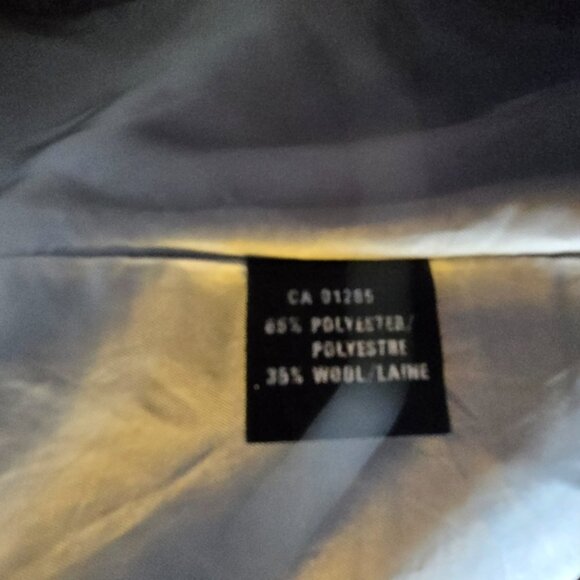 CA 01285
65% POLYESTER/
POLYESTRE
35% WOOL/LAINE